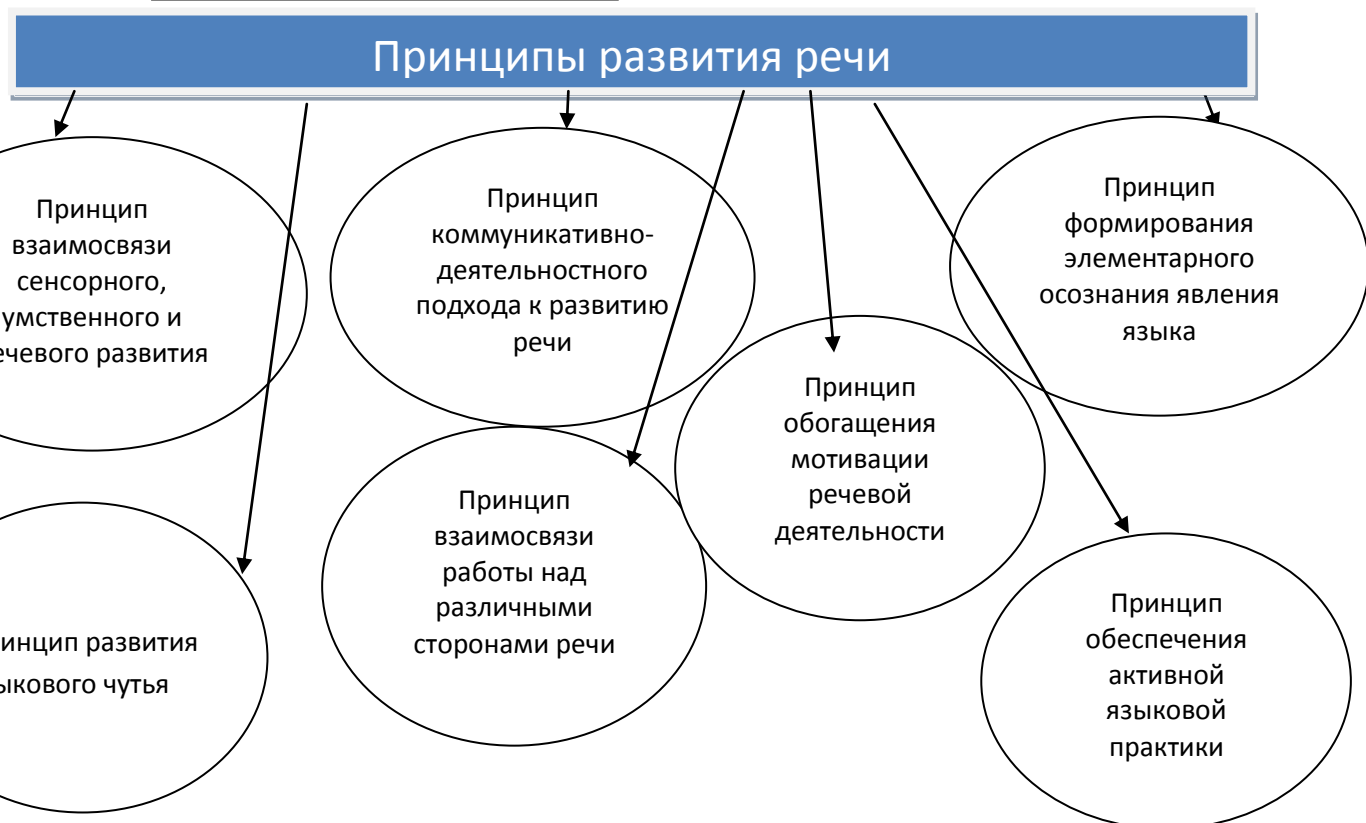 Принципы развития речи
Принцип
взаимосвязи
сенсорного,
умственного и
ечевого развития
Принцип
коммуникативно-
деятельностного
подхода к развитию
речи
Принцип
формирования
элементарного
осознания явления
языка
Принцип
обогащения
мотивации
речевой
деятельности
Принцип
взаимосвязи
работы над
различными
сторонами речи
инцип развития
ыкового чутья
Принцип
обеспечения
активной
языковой
практики